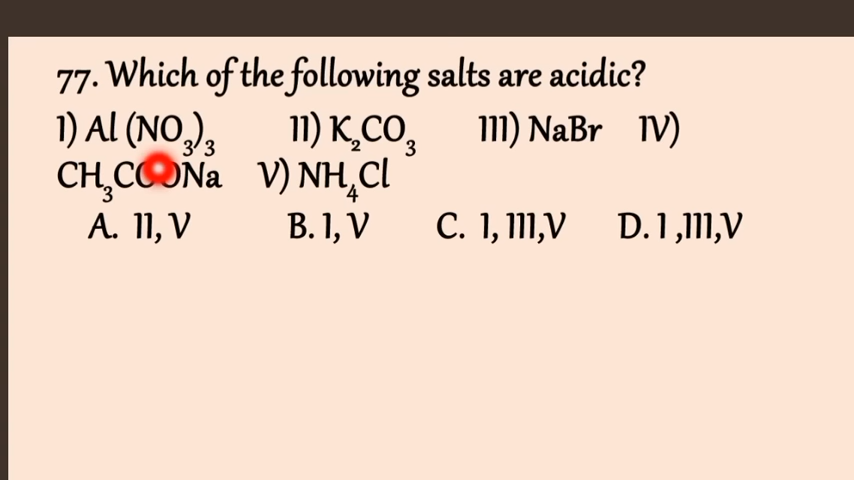 77. Which of the following salts are acidic?
I) Al (NO₃)₃ II) K₂CO₃ III) NaBr IV)
CH₃COONa V) NH₄Cl
A. II, V B. I, V C. I, III,V D. I ,III,V